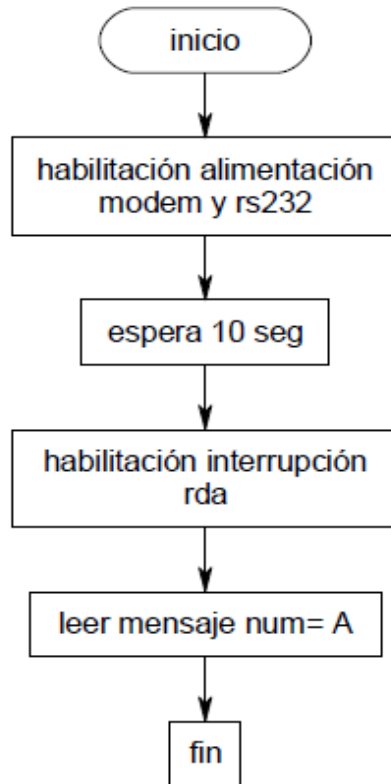 inicio
habilitación alimentación
modem y rs232
espera 10 seg
habilitación interrupción
rda
leer mensaje num= A
fin